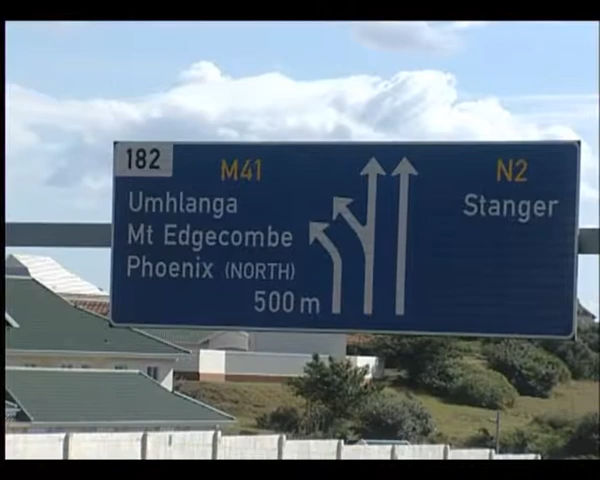 182
M41
N2
Umhlanga
Stanger
Mt Edgecombe
Phoenix (NORTH)
500 m